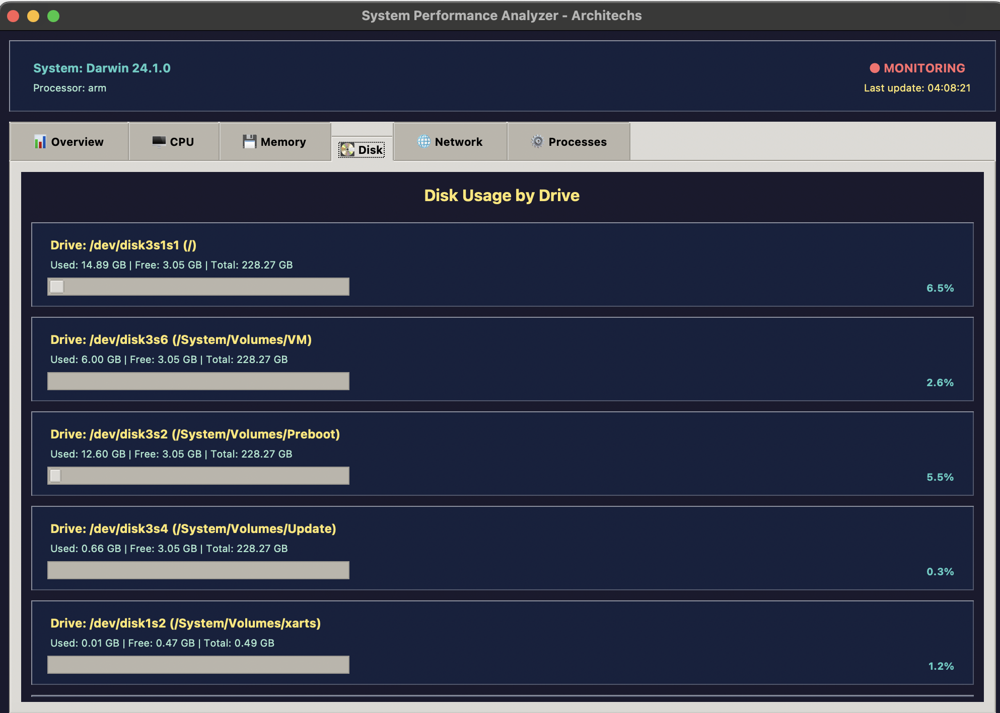 System Performance Analyzer - Architechs
System: Darwin 24.1.0
MONITORING
Processor: arm
Last update: 04:08:21
Overview
CPU
Memory
Disk
Network
Processes
Disk Usage by Drive
Drive: /dev/disk3s1s1 (/)
Used: 14.89 GB | Free: 3.05 GB | Total: 228.27 GB
6.5%
Drive: /dev/disk3s6 (/System/Volumes/VM)
Used: 6.00 GB | Free: 3.05 GB | Total: 228.27 GB
2.6%
Drive: /dev/disk3s2 (/System/Volumes/Preboot)
Used: 12.60 GB | Free: 3.05 GB | Total: 228.27 GB
5.5%
Drive: /dev/disk3s4 (/System/Volumes/Update)
Used: 0.66 GB | Free: 3.05 GB | Total: 228.27 GB
0.3%
Drive: /dev/disk1s2 (/System/Volumes/xarts)
Used: 0.01 GB | Free: 0.47 GB | Total: 0.49 GB
1.2%